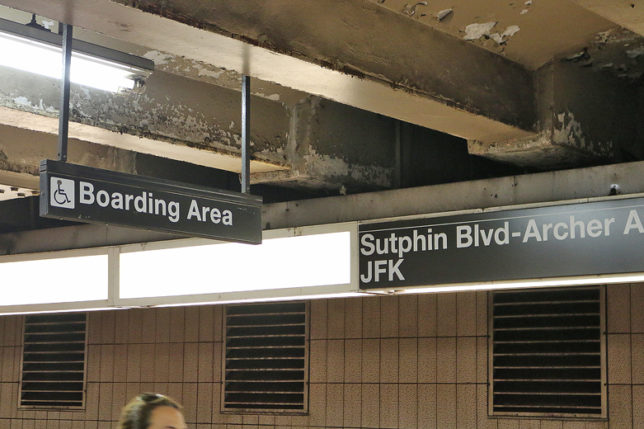 Boarding Area
Sutphin Blvd-Archer A
JFK